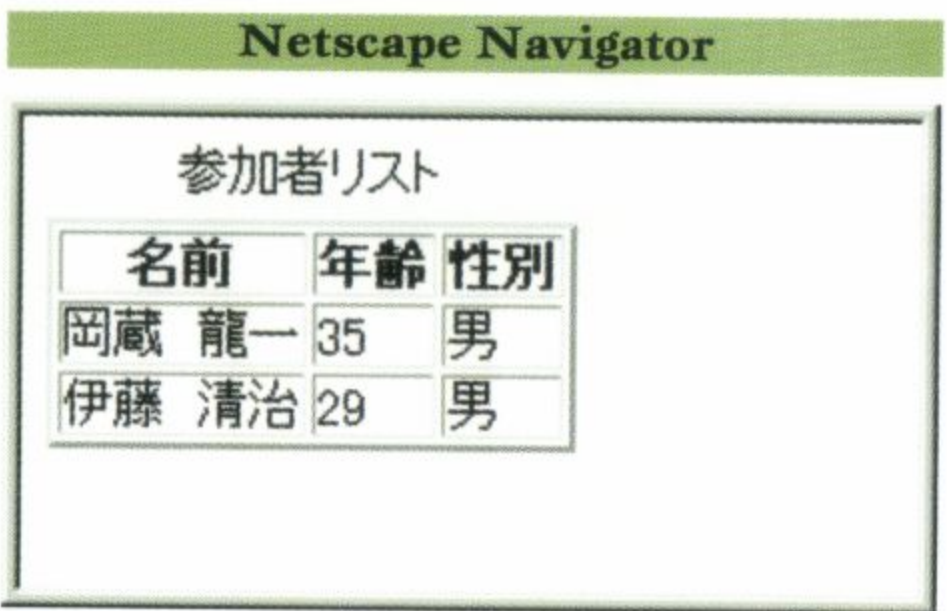 Netscape Navigator
参加者リスト
名前 年齢 性別
岡蔵 龍一 35 男
伊藤 清治 29 男